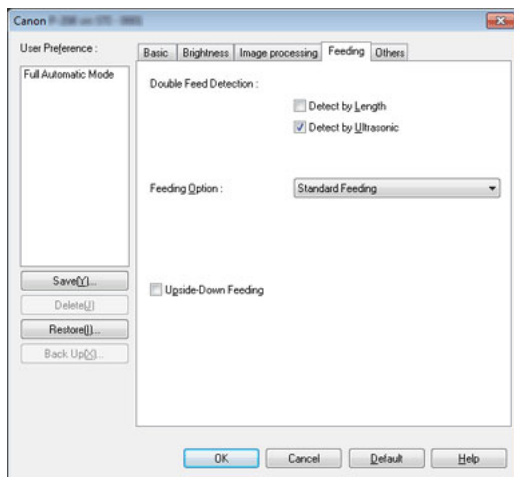 Canon
User Preference :
Full Automatic Mode
Save(Y)...
Delete(J)
Restore(I)...
Back Up(X)...
Basic Brightness Image processing Feeding Others
Double Feed Detection :
Detect by Length
Detect by Ultrasonic
Feeding Option : Standard Feeding
Upside-Down Feeding
OK Cancel Default Help